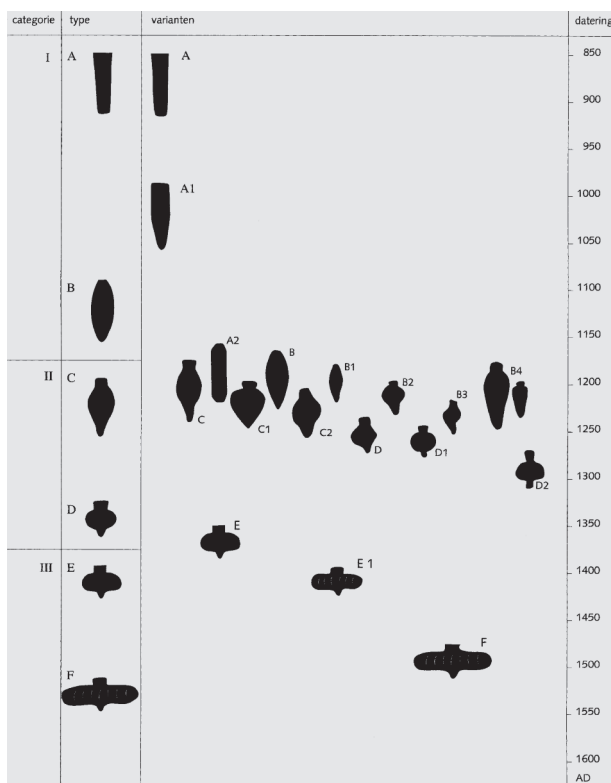 categorie type varianten datering
I A A 850
900
950
A1 1000
1050
B 1100
1150
A2 B B1 B2 B3 B4
II C C C1 C2 1200
D D1 1250
D2 1300
D E 1350
III E E 1 1400
1450
F F 1500
1550
1600
AD